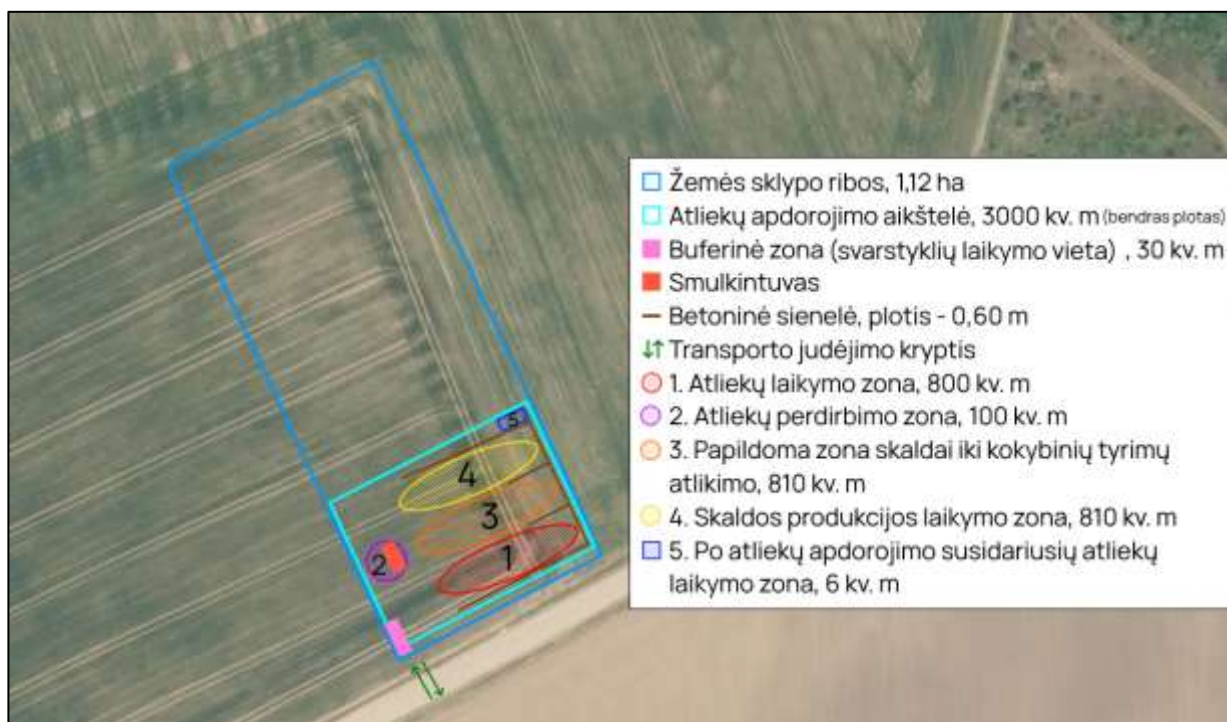 Žemės sklypo ribos, 1,12 ha
Atliekų apdorojimo aikštelė, 3000 kv. m (bendras plotas)
Buferinė zona (svarstyklių laikymo vieta) , 30 kv. m
Smulkintuvas
Betoninė sienelė, plotis - 0,60 m
Transporto judėjimo kryptis
1. Atliekų laikymo zona, 800 kv. m
2. Atliekų perdirbimo zona, 100 kv. m
3. Papildoma zona skaldai iki kokybinių tyrimų
atlikimo, 810 kv. m
4. Skaldos produkcijos laikymo zona, 810 kv. m
5. Po atliekų apdorojimo susidariusių atliekų
laikymo zona, 6 kv. m
5
4
3
2
1